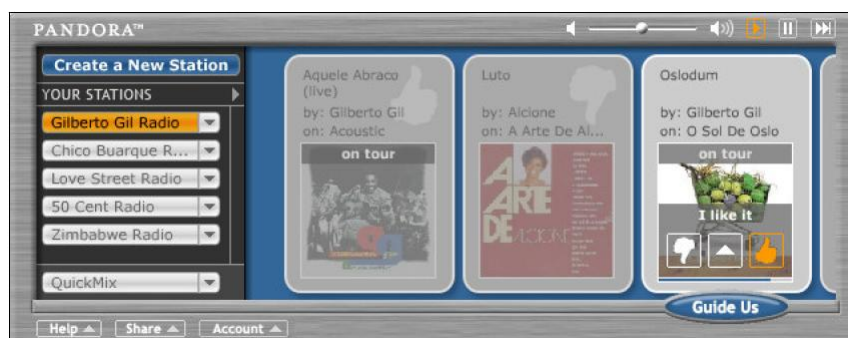 PANDORA™
Create a New Station
YOUR STATIONS
Gilberto Gil Radio
Chico Buarque R...
Love Street Radio
50 Cent Radio
Zimbabwe Radio
QuickMix
Aquele Abraco
(live)
by: Gilberto Gil
on: Acoustic
on tour
Luto
by: Alcione
on: A Arte De Al...
A
ARTE
DE
Oslodum
by: Gilberto Gil
on: O Sol De Oslo
on tour
I like it
Guide Us
Help
Share
Account